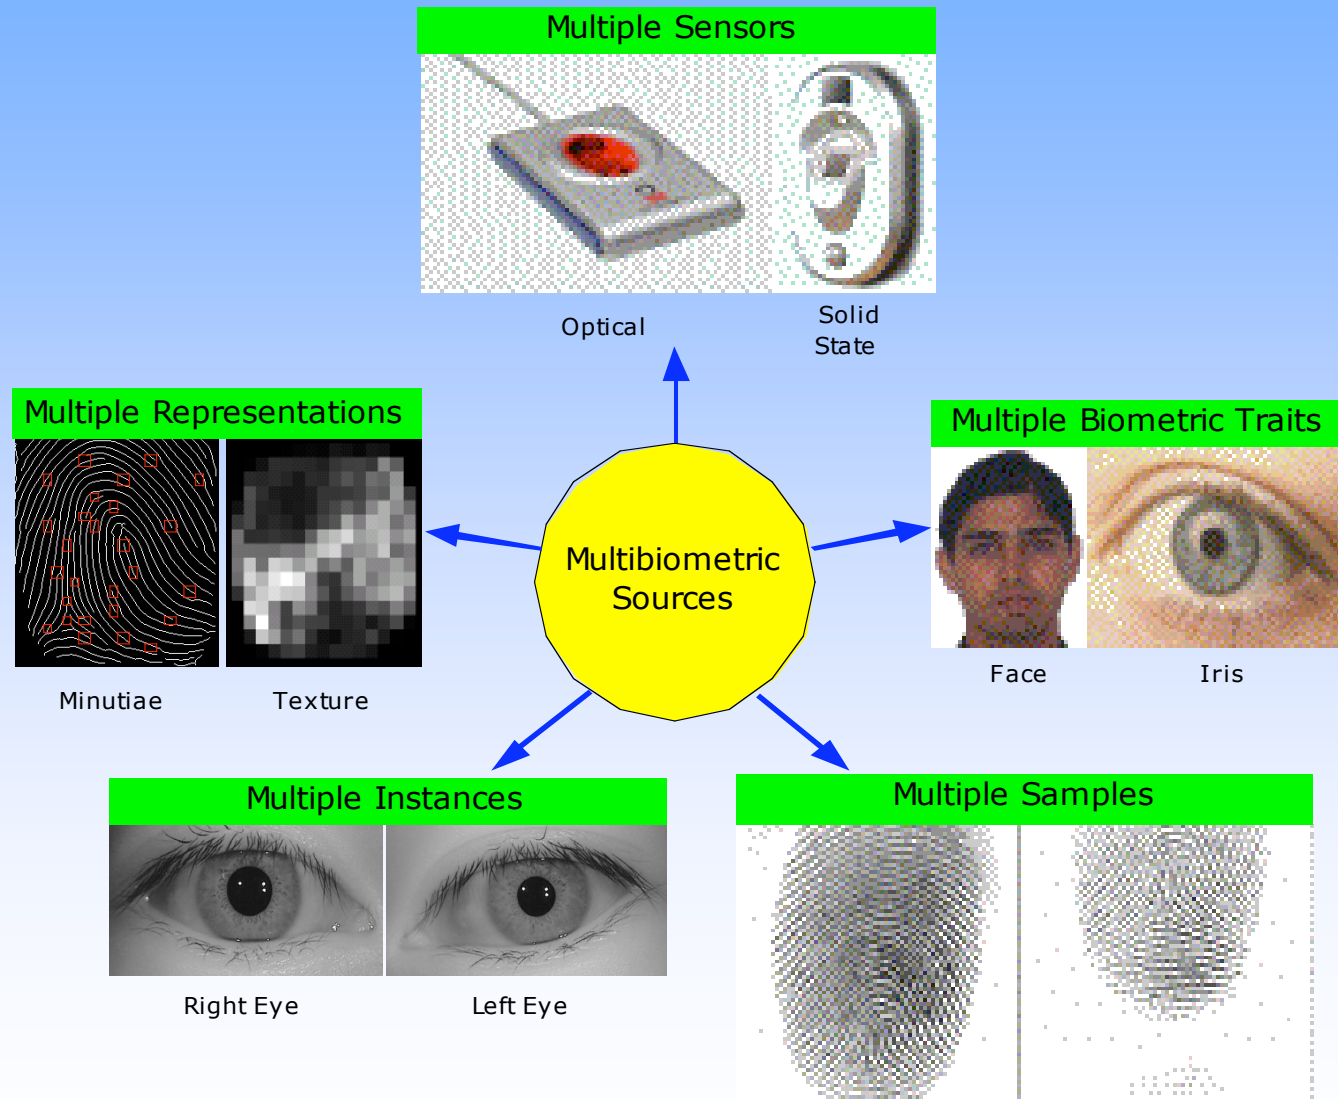 Multiple Sensors
Optical
Solid
State
Multiple Representations
Minutiae
Texture
Multibiometric
Sources
Multiple Biometric Traits
Face
Iris
Multiple Instances
Right Eye
Left Eye
Multiple Samples